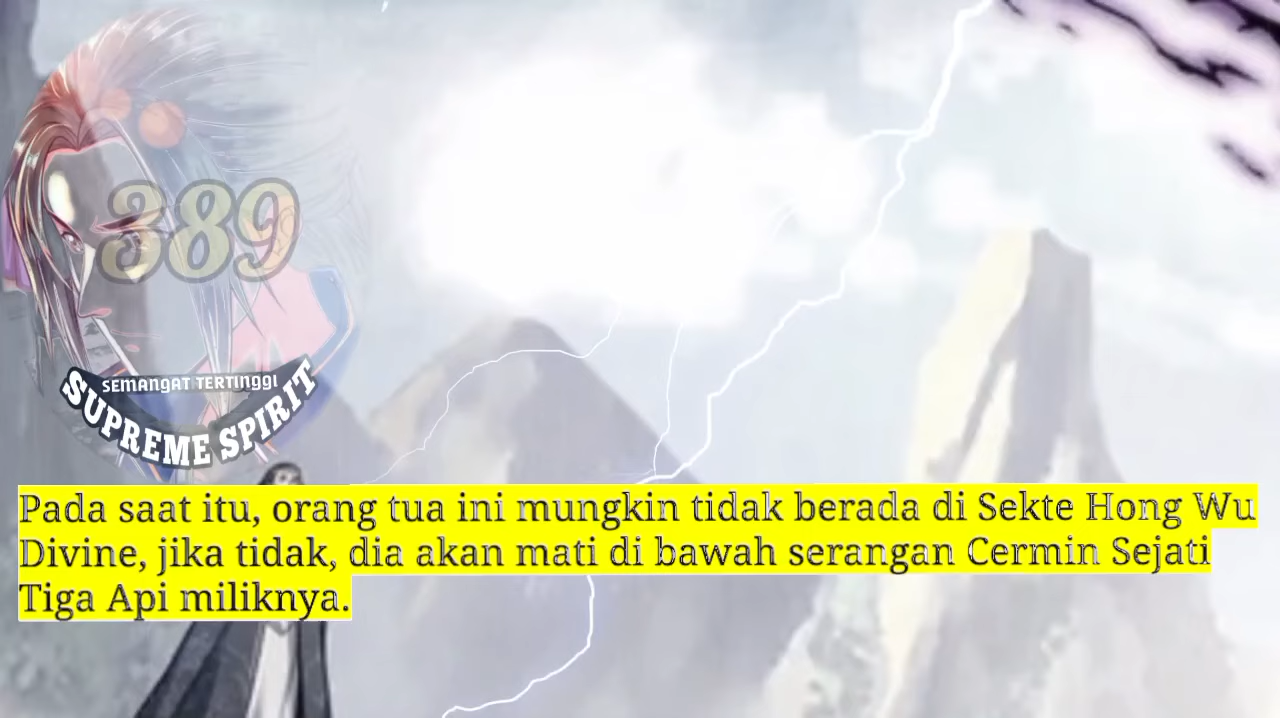 389
SEMANGAT TERTINGGI
SUPREME SPIRIT
Pada saat itu, orang tua ini mungkin tidak berada di Sekte Hong Wu
Divine, jika tidak, dia akan mati di bawah serangan Cermin Sejati
Tiga Api miliknya.